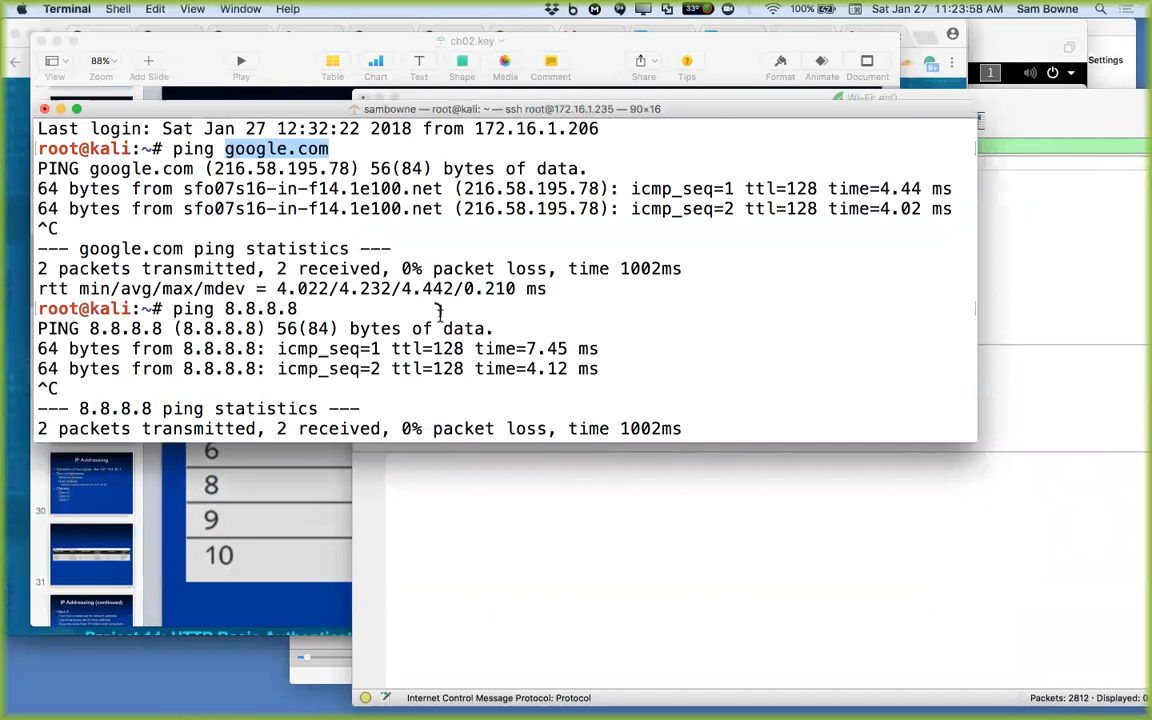 Terminal Shell Edit View Window Help 33° 100% Sat Jan 27 11:23:58 AM Sam Bowne
ch02.key
88%
View Zoom Add Slide Play Table Chart Text Shape Media Comment Share Tips Format Animate Document
Settings
1
sambowne — root@kali: ~ — ssh root@172.16.1.235 — 90×16
Last login: Sat Jan 27 12:32:22 2018 from 172.16.1.206
root@kali:~# ping google.com
PING google.com (216.58.195.78) 56(84) bytes of data.
64 bytes from sfo07s16-in-f14.1e100.net (216.58.195.78): icmp_seq=1 ttl=128 time=4.44 ms
64 bytes from sfo07s16-in-f14.1e100.net (216.58.195.78): icmp_seq=2 ttl=128 time=4.02 ms
^C
--- google.com ping statistics ---
2 packets transmitted, 2 received, 0% packet loss, time 1002ms
rtt min/avg/max/mdev = 4.022/4.232/4.442/0.210 ms
root@kali:~# ping 8.8.8.8
PING 8.8.8.8 (8.8.8.8) 56(84) bytes of data.
64 bytes from 8.8.8.8: icmp_seq=1 ttl=128 time=7.45 ms
64 bytes from 8.8.8.8: icmp_seq=2 ttl=128 time=4.12 ms
^C
--- 8.8.8.8 ping statistics ---
2 packets transmitted, 2 received, 0% packet loss, time 1002ms
6
8
9
10
IP Addressing
30
31
IP Addressing (continued)
Internet Control Message Protocol: Protocol
Packets: 2812 · Displayed: